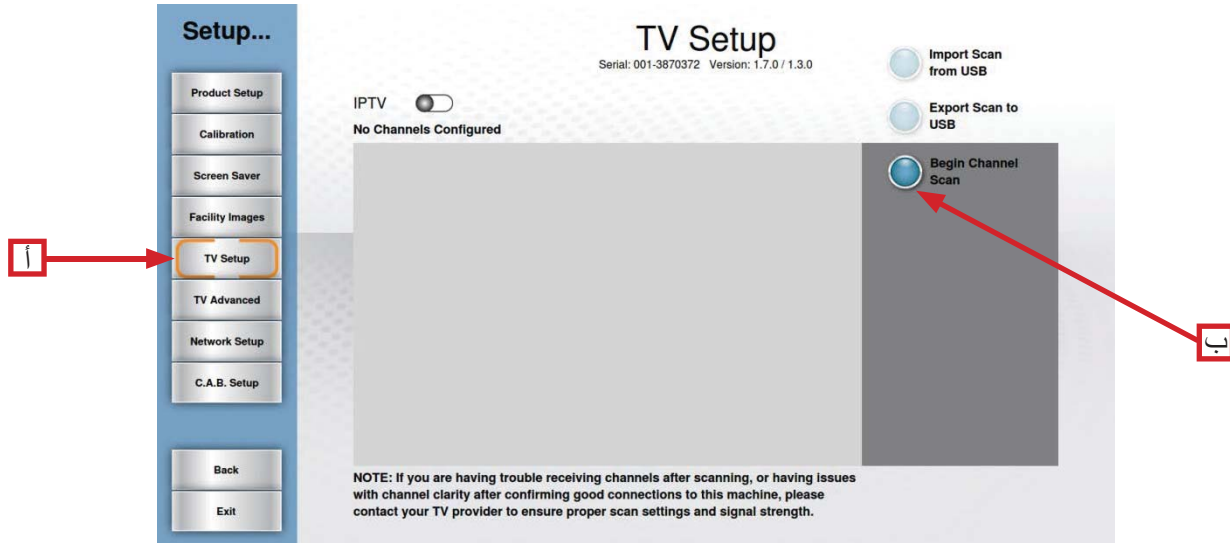 Setup...
Product Setup
Calibration
Screen Saver
Facility Images
TV Setup
TV Advanced
Network Setup
C.A.B. Setup
Back
Exit
TV Setup
Serial: 001-3870372 Version: 1.7.0 / 1.3.0
IPTV
No Channels Configured
Import Scan
from USB
Export Scan to
USB
Begin Channel
Scan
NOTE: If you are having trouble receiving channels after scanning, or having issues
with channel clarity after confirming good connections to this machine, please
contact your TV provider to ensure proper scan settings and signal strength.
أ
ب